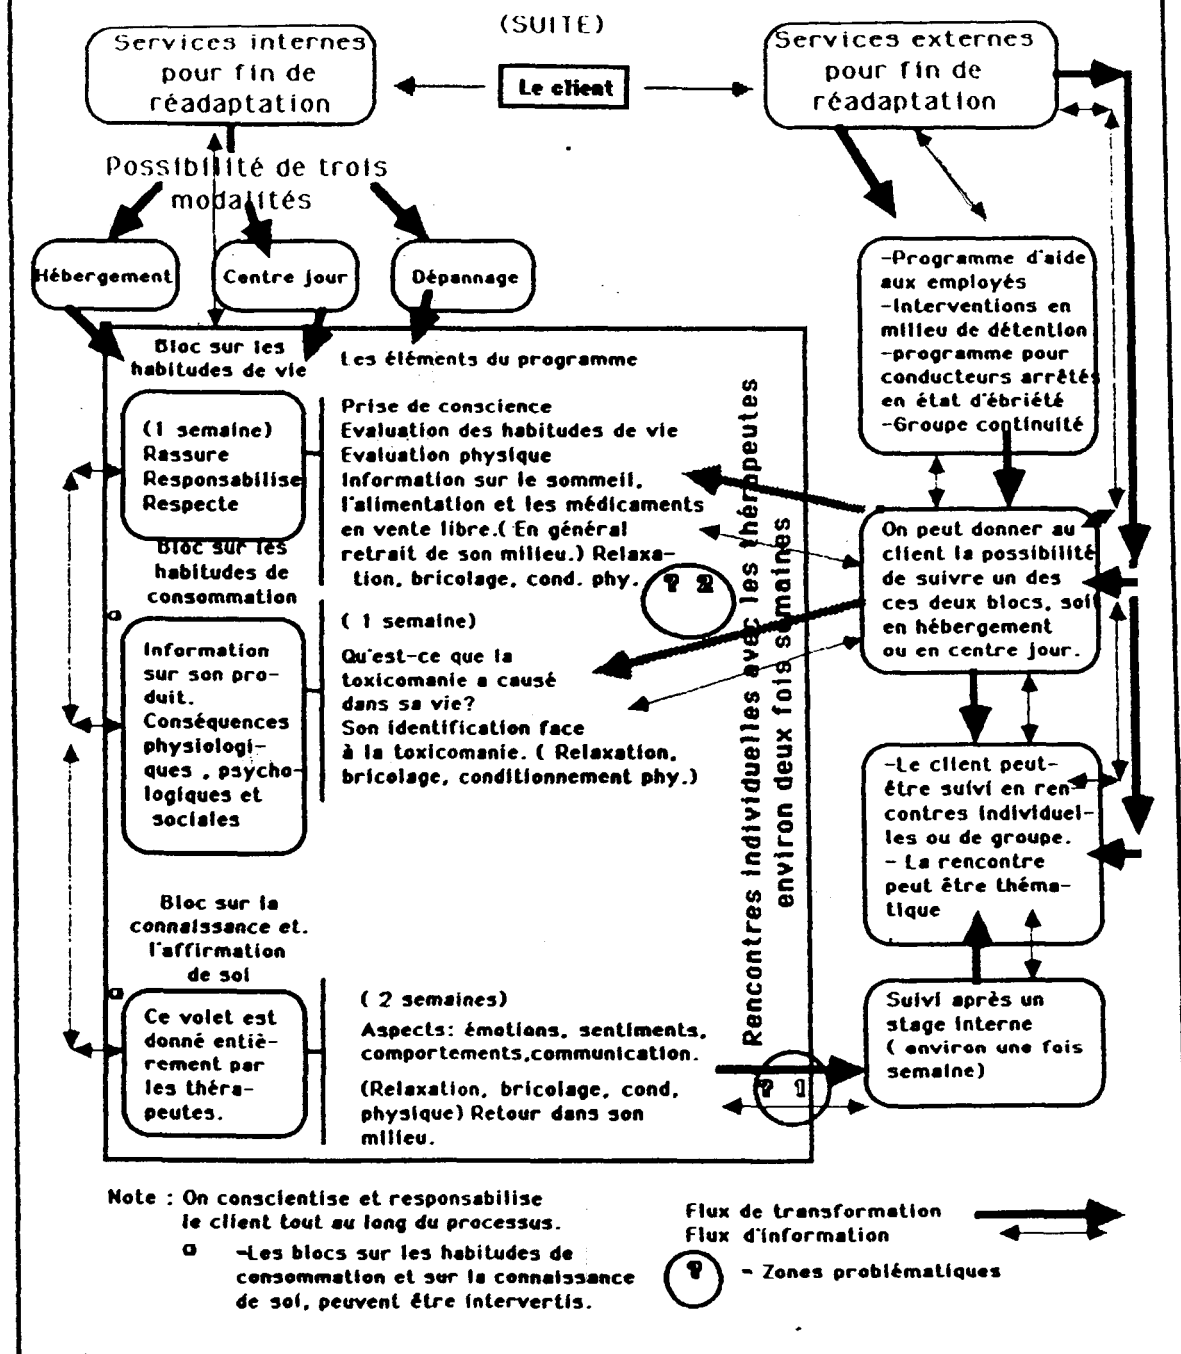 (SUITE)
Services internes
pour fin de
réadaptation
Le client
Services externes
pour fin de
réadaptation
Possibilité de trois
modalités
Hébergement
Centre jour
Dépannage
-Programme d'aide
aux employés
-Interventions en
milieu de détention
-programme pour
conducteurs arrêtés
en état d'ébriété
-Groupe continuité
Bloc sur les
habitudes de vie
Les éléments du programme
(1 semaine)
Rassure
Responsabilise
Respecte
Prise de conscience
Evaluation des habitudes de vie
Evaluation physique
Information sur le sommeil,
l'alimentation et les médicaments
en vente libre.( En général
retrait de son milieu.) Relaxa-
tion, bricolage, cond. phy.
? 2
Rencontres individuelles avec les thérapeutes
environ deux fois semaines
On peut donner au
client la possibilité
de suivre un des
ces deux blocs, soit
en hébergement
ou en centre jour.
Bloc sur les
habitudes de
consommation
Information
sur son pro-
duit.
Conséquences
physiologi-
ques , psycho-
logiques et
sociales
( 1 semaine)
Qu'est-ce que la
toxicomanie a causé
dans sa vie?
Son identification face
à la toxicomanie. ( Relaxation,
bricolage, conditionnement phy.)
-Le client peut-
être suivi en ren-
contres individuel-
les ou de groupe.
- La rencontre
peut être théma-
tique
Bloc sur la
connaissance et.
l'affirmation
de soi
Ce volet est
donné entiè-
rement par
les théra-
peutes.
( 2 semaines)
Aspects: émotions, sentiments,
comportements,communication.
(Relaxation, bricolage, cond,
physique) Retour dans son
milieu.
? 1
Suivi après un
stage interne
( environ une fois
semaine)
Note : On conscientise et responsabilise
le client tout au long du processus.
-Les blocs sur les habitudes de
consommation et sur la connaissance
de soi, peuvent être intervertis.
Flux de transformation
Flux d'information
? - Zones problématiques